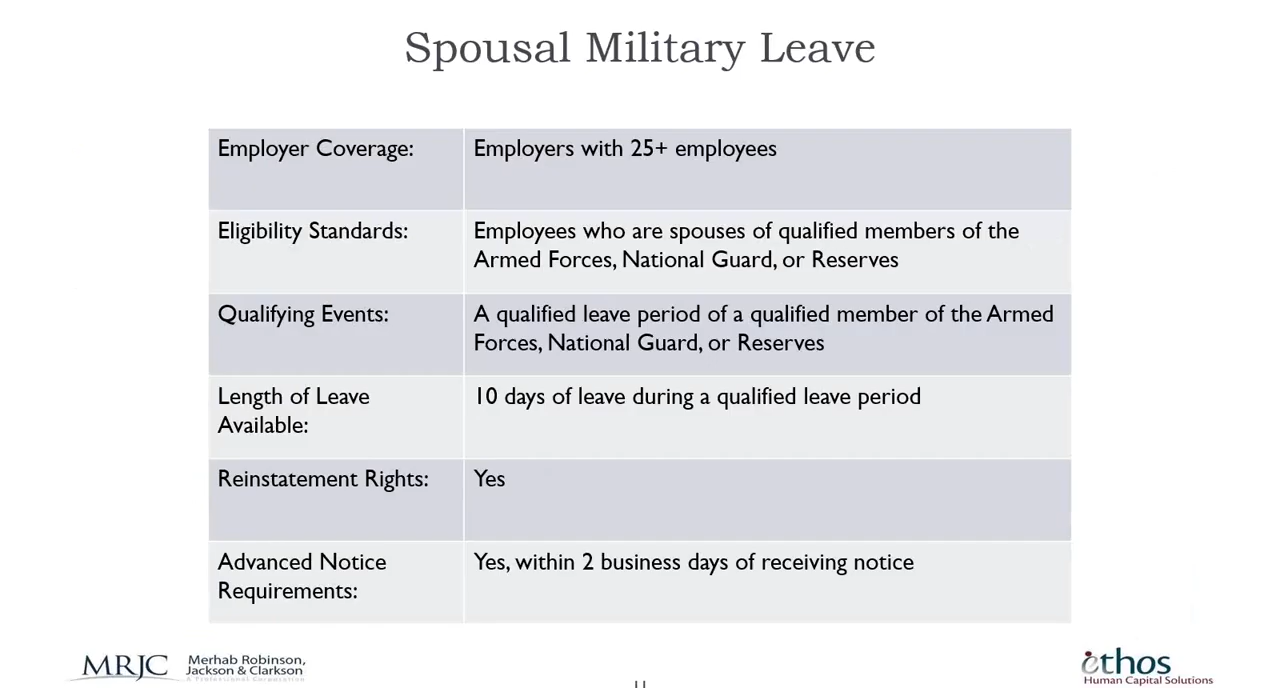 Spousal Military Leave
Employer Coverage:
Employers with 25+ employees
Eligibility Standards:
Employees who are spouses of qualified members of the
Armed Forces, National Guard, or Reserves
Qualifying Events:
A qualified leave period of a qualified member of the Armed
Forces, National Guard, or Reserves
Length of Leave
Available:
10 days of leave during a qualified leave period
Reinstatement Rights:
Yes
Advanced Notice
Requirements:
Yes, within 2 business days of receiving notice
MRJC
Merhab Robinson,
Jackson & Clarkson
A Professional Corporation
ethos
Human Capital Solutions